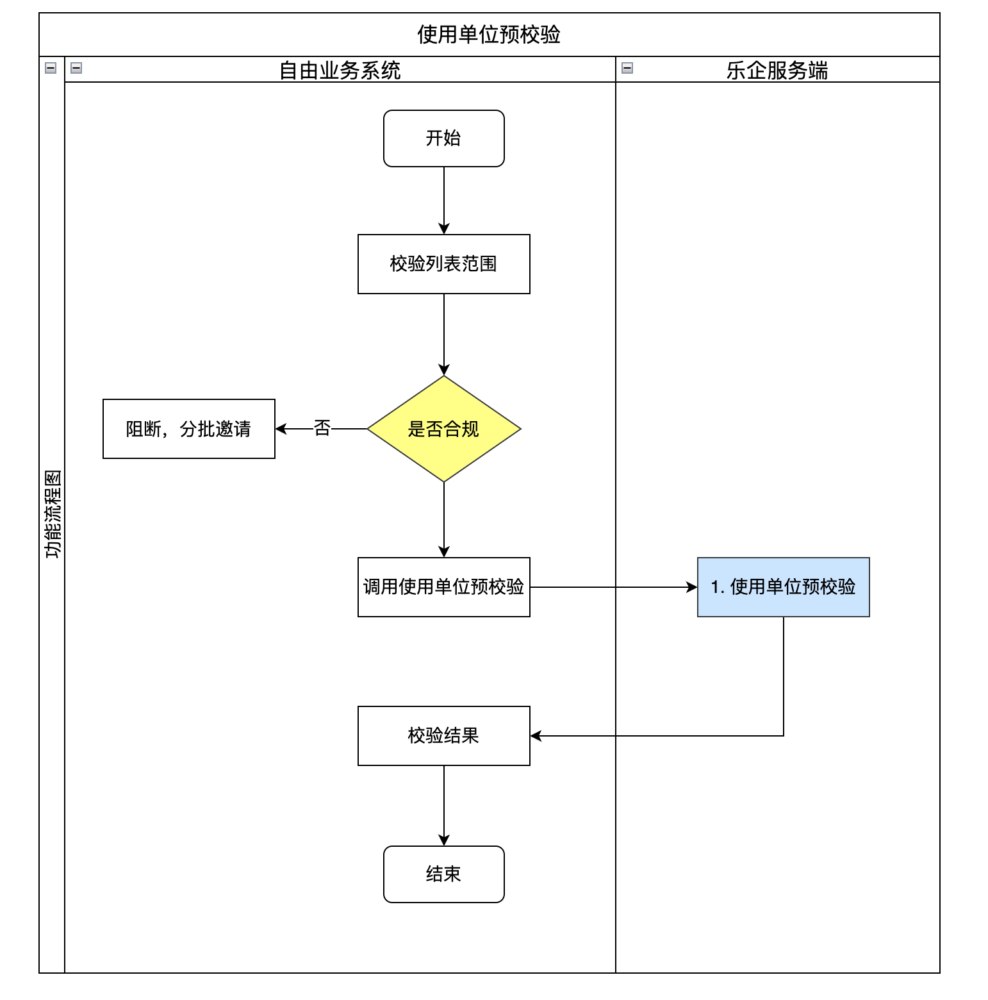 使用单位预校验
自由业务系统
乐企服务端
功能流程图
开始
校验列表范围
是否合规
否
阻断，分批邀请
调用使用单位预校验
1. 使用单位预校验
校验结果
结束